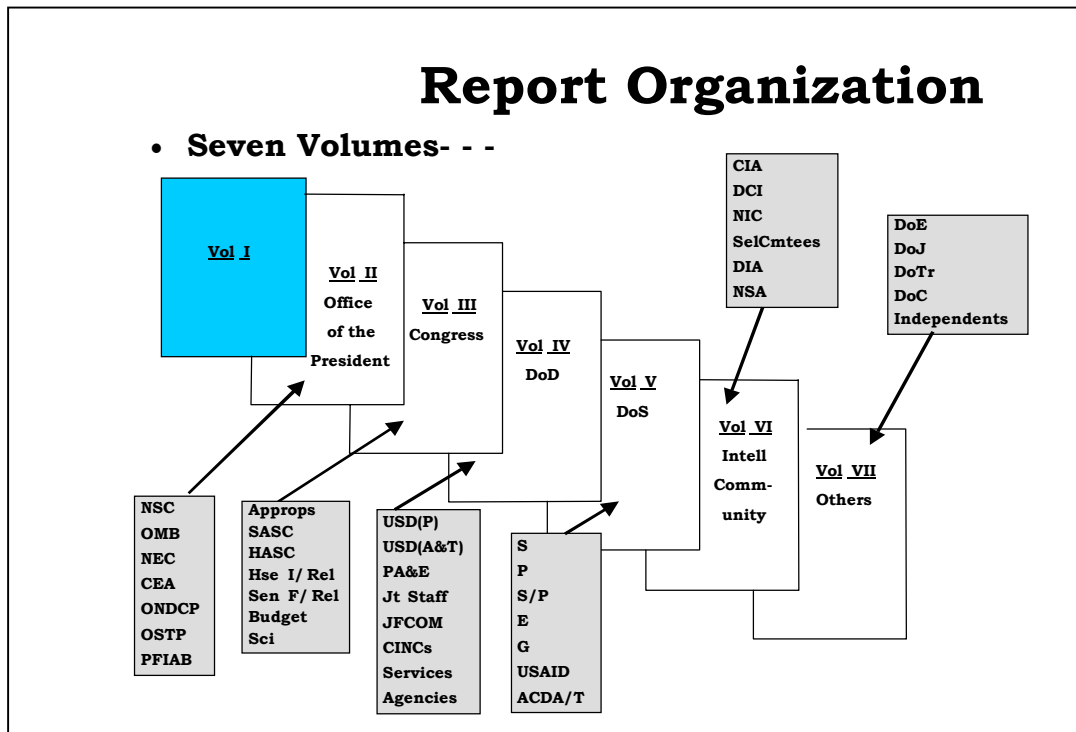 Report Organization
• Seven Volumes- - -
Vol I
Vol II
Office
of the
President
Vol III
Congress
Vol IV
DoD
Vol V
DoS
Vol VI
Intell
Comm-
unity
Vol VII
Others
CIA
DCI
NIC
SelCmtees
DIA
NSA
DoE
DoJ
DoTr
DoC
Independents
NSC
OMB
NEC
CEA
ONDCP
OSTP
PFIAB
Approps
SASC
HASC
Hse I/ Rel
Sen F/ Rel
Budget
Sci
USD(P)
USD(A&T)
PA&E
Jt Staff
JFCOM
CINCs
Services
Agencies
S
P
S/P
E
G
USAID
ACDA/T